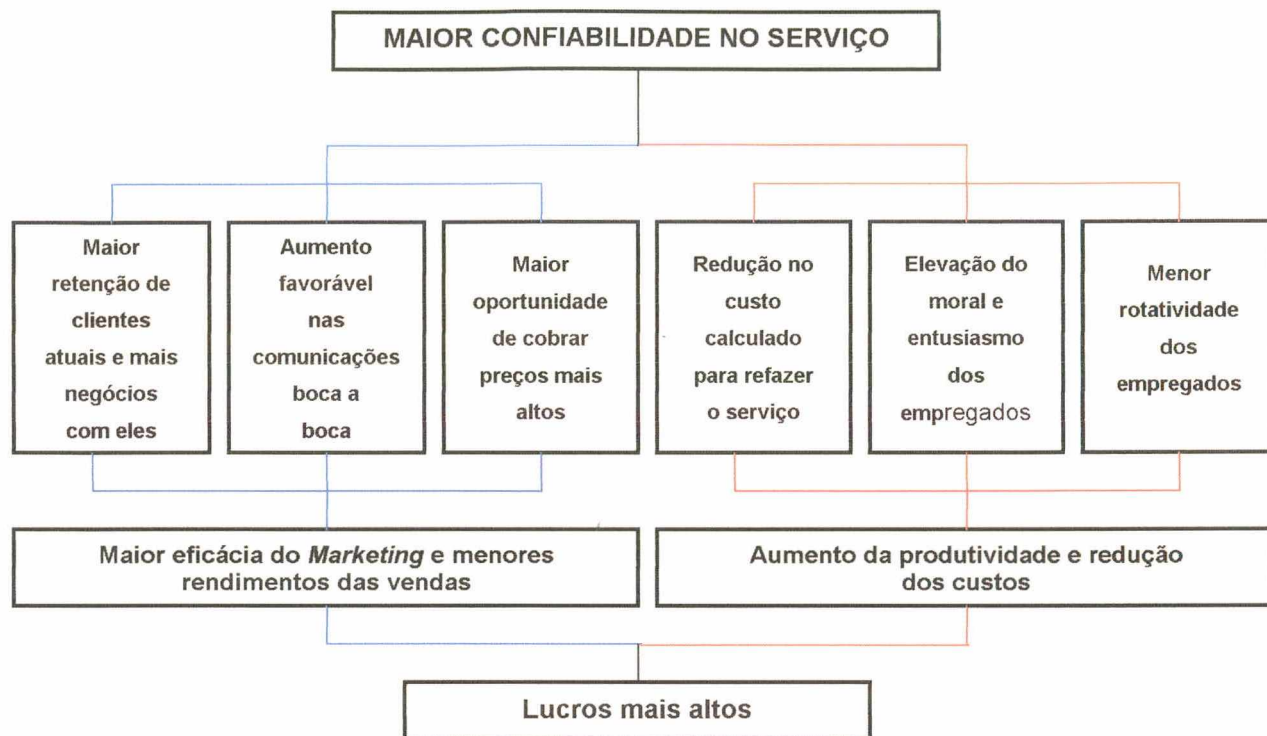 MAIOR CONFIABILIDADE NO SERVIÇO
Maior
retenção de
clientes
atuais e mais
negócios
com eles
Aumento
favorável
nas
comunicações
boca a
boca
Maior
oportunidade
de cobrar
preços mais
altos
Redução no
custo
calculado
para refazer
o serviço
Elevação do
moral e
entusiasmo
dos
empregados
Menor
rotatividade
dos
empregados
Maior eficácia do Marketing e menores
rendimentos das vendas
Aumento da produtividade e redução
dos custos
Lucros mais altos